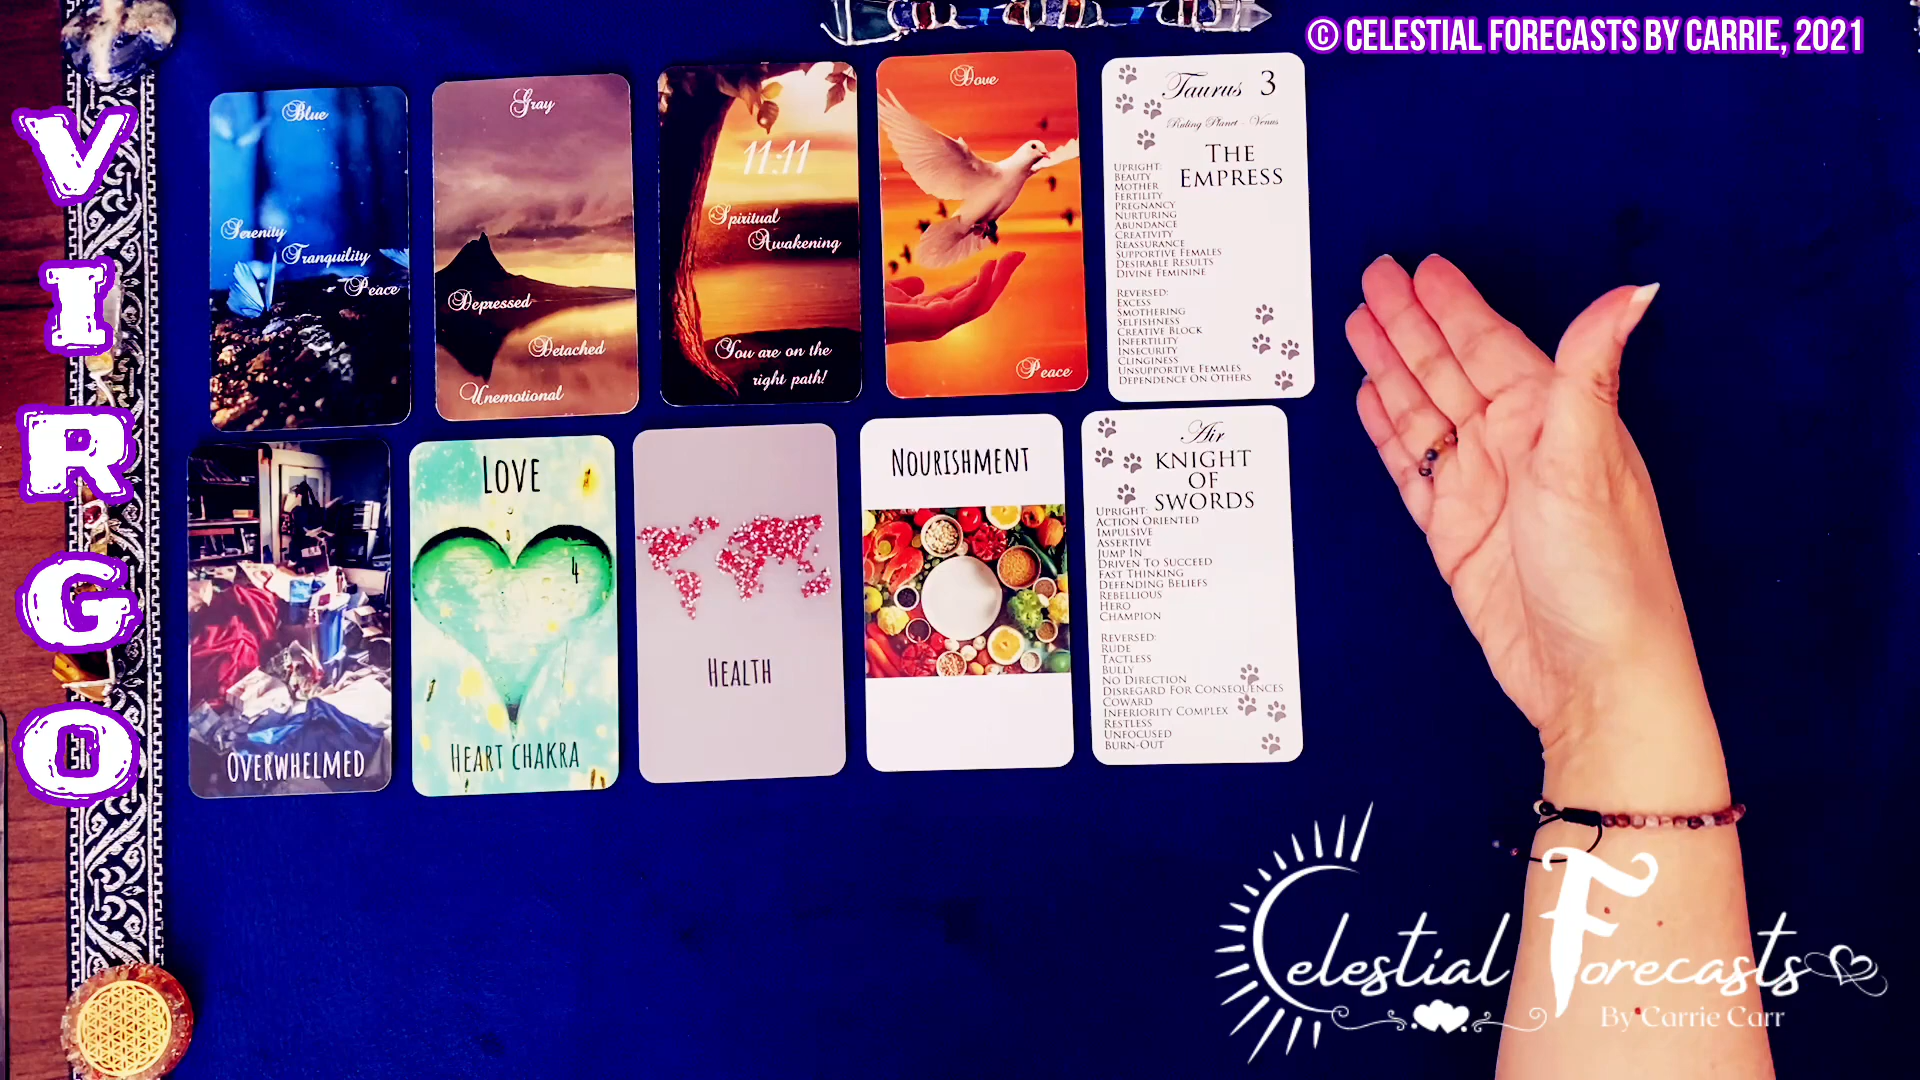 © CELESTIAL FORECASTS BY CARRIE, 2021
VIRGO
Blue
Serenity
Tranquility
Peace
Gray
Depressed
Detached
Unemotional
11:11
Spiritual
Awakening
You are on the
right path!
Dove
Peace
Taurus 3
Ruling Planet - Venus
THE
EMPRESS
UPRIGHT:
BEAUTY
MOTHER
FERTILITY
PREGNANCY
NURTURING
ABUNDANCE
CREATIVITY
REASSURANCE
SUPPORTIVE FEMALES
DESIRABLE RESULTS
DIVINE FEMININE
REVERSED:
EXCESS
SMOTHERING
SELFISHNESS
CREATIVE BLOCK
INFERTILITY
INSECURITY
CLINGINESS
UNSUPPORTIVE FEMALES
DEPENDENCE ON OTHERS
OVERWHELMED
LOVE
4
HEART CHAKRA
HEALTH
NOURISHMENT
Air
KNIGHT
OF
SWORDS
UPRIGHT:
ACTION ORIENTED
IMPULSIVE
ASSERTIVE
JUMP IN
DRIVEN TO SUCCEED
FAST THINKING
DEFENDING BELIEFS
REBELLIOUS
HERO
CHAMPION
REVERSED:
RUDE
TACTLESS
BULLY
NO DIRECTION
DISREGARD FOR CONSEQUENCES
COWARD
INFERIORITY COMPLEX
RESTLESS
UNFOCUSED
BURN-OUT
Celestial Forecasts
By Carrie Carr